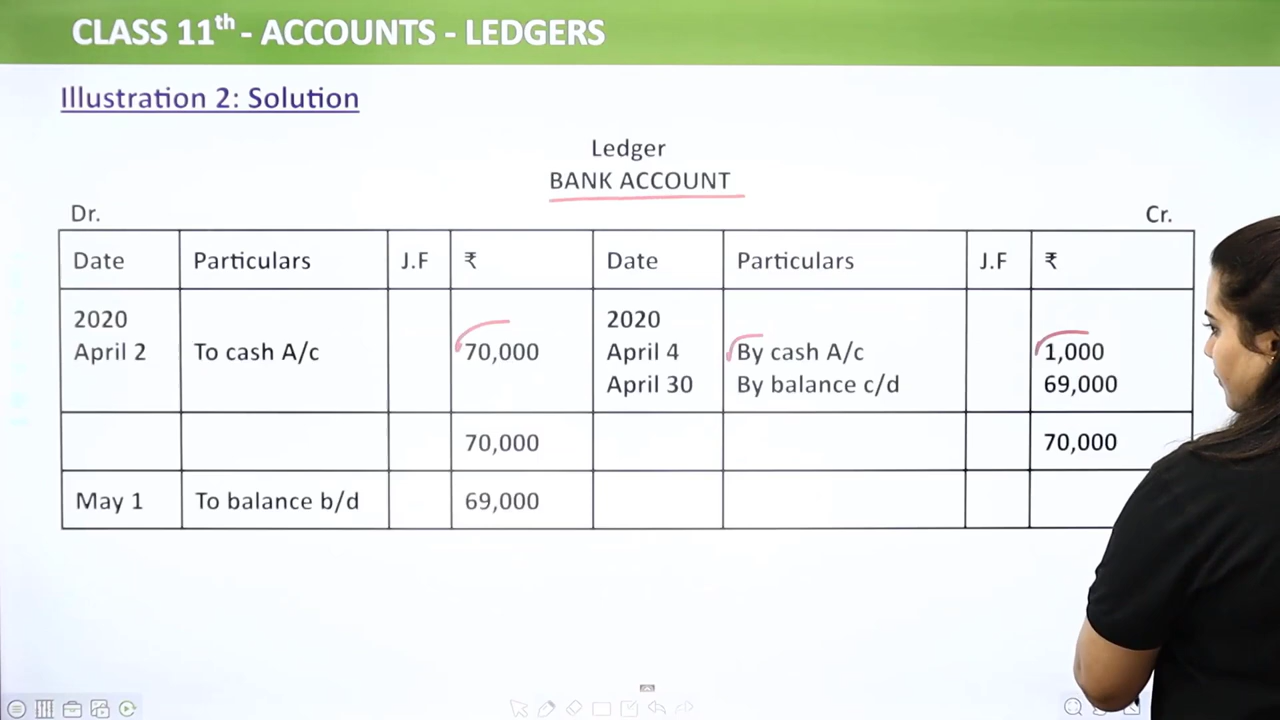 CLASS 11th - ACCOUNTS - LEDGERS
Illustration 2: Solution
Ledger
BANK ACCOUNT
Dr. Cr.
Date Particulars J.F ₹ Date Particulars J.F ₹
2020 2020
April 2 To cash A/c 70,000 April 4 By cash A/c 1,000
April 30 By balance c/d 69,000
70,000 70,000
May 1 To balance b/d 69,000